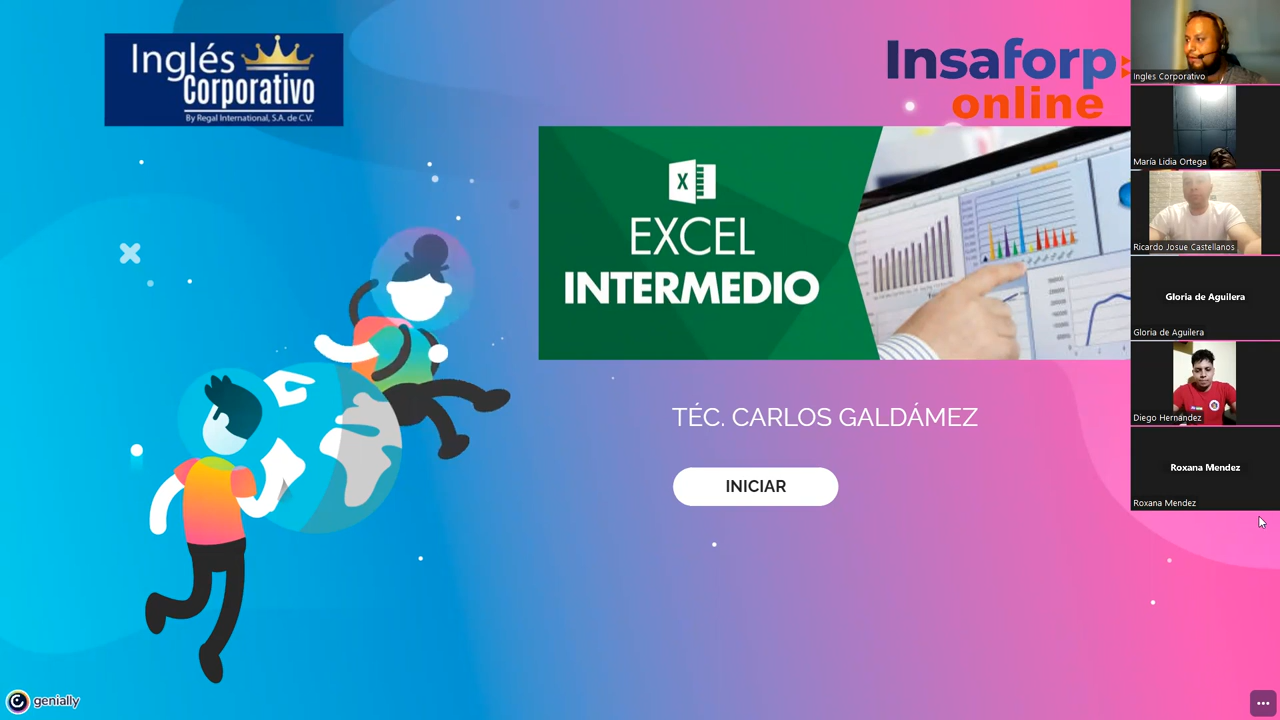 Inglés
Corporativo
By Regal International, S.A. de C.V.
Insaforp
online
EXCEL
INTERMEDIO
TÉC. CARLOS GALDÁMEZ
INICIAR
genially
Ingles Corporativo
María Lidia Ortega
Ricardo Josue Castellanos
Gloria de Aguilera
Gloria de Aguilera
Diego Hernández
Roxana Mendez
Roxana Mendez